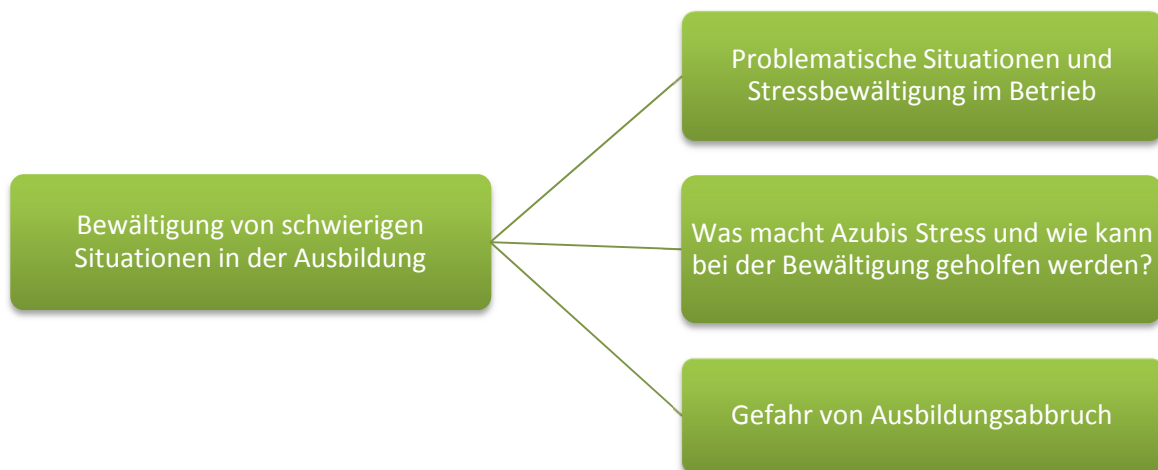 Problematische Situationen und
Stressbewältigung im Betrieb
Bewältigung von schwierigen
Situationen in der Ausbildung
Was macht Azubis Stress und wie kann
bei der Bewältigung geholfen werden?
Gefahr von Ausbildungsabbruch